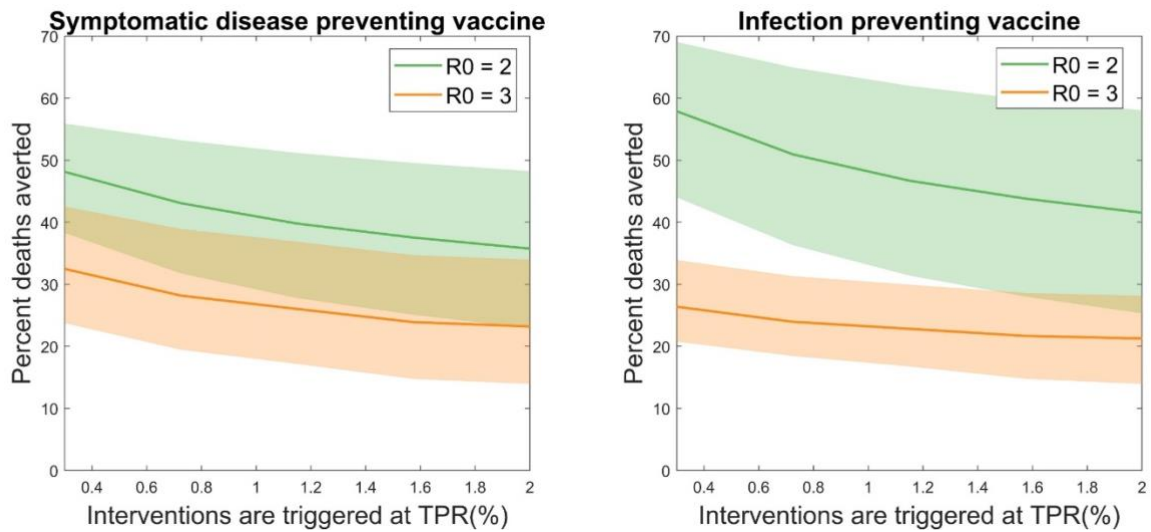 Symptomatic disease preventing vaccine
R0 = 2
R0 = 3
Percent deaths averted
70
60
50
40
30
20
10
0
0.4 0.6 0.8 1 1.2 1.4 1.6 1.8 2
Interventions are triggered at TPR(%)
Infection preventing vaccine
R0 = 2
R0 = 3
Percent deaths averted
70
60
50
40
30
20
10
0
0.4 0.6 0.8 1 1.2 1.4 1.6 1.8 2
Interventions are triggered at TPR(%)